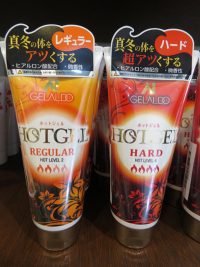 レギュラー
真冬の体を
アツくする
・ヒアルロン酸配合 ・微香性
GELALDO
ホットジェル
HOTGEL
REGULAR
HOT LEVEL 2
ハード
真冬の体を
超アツくする
・ヒアルロン酸配合 ・微香性
GELALDO
ホットジェル
HOTGEL
HARD
HOT LEVEL 4